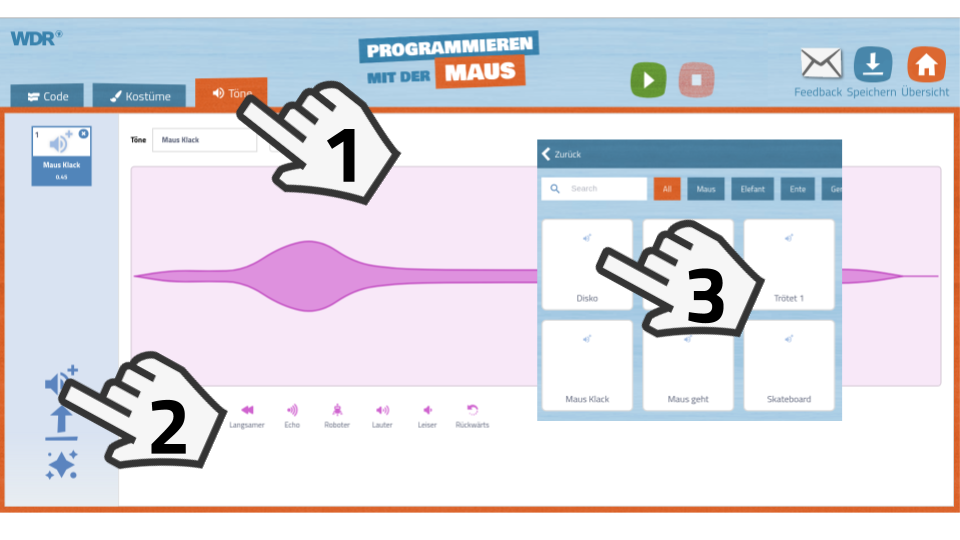 WDR®
PROGRAMMIEREN
MIT DER MAUS
Feedback Speichern Übersicht
Code Kostüme Töne
1
Maus Klack
0.45
Töne Maus Klack
1
Zurück
Search All Maus Elefant Ente
Disko Trötet 1
3
Maus Klack Maus geht Skateboard
2
Langsamer Echo Roboter Lauter Leiser Rückwärts